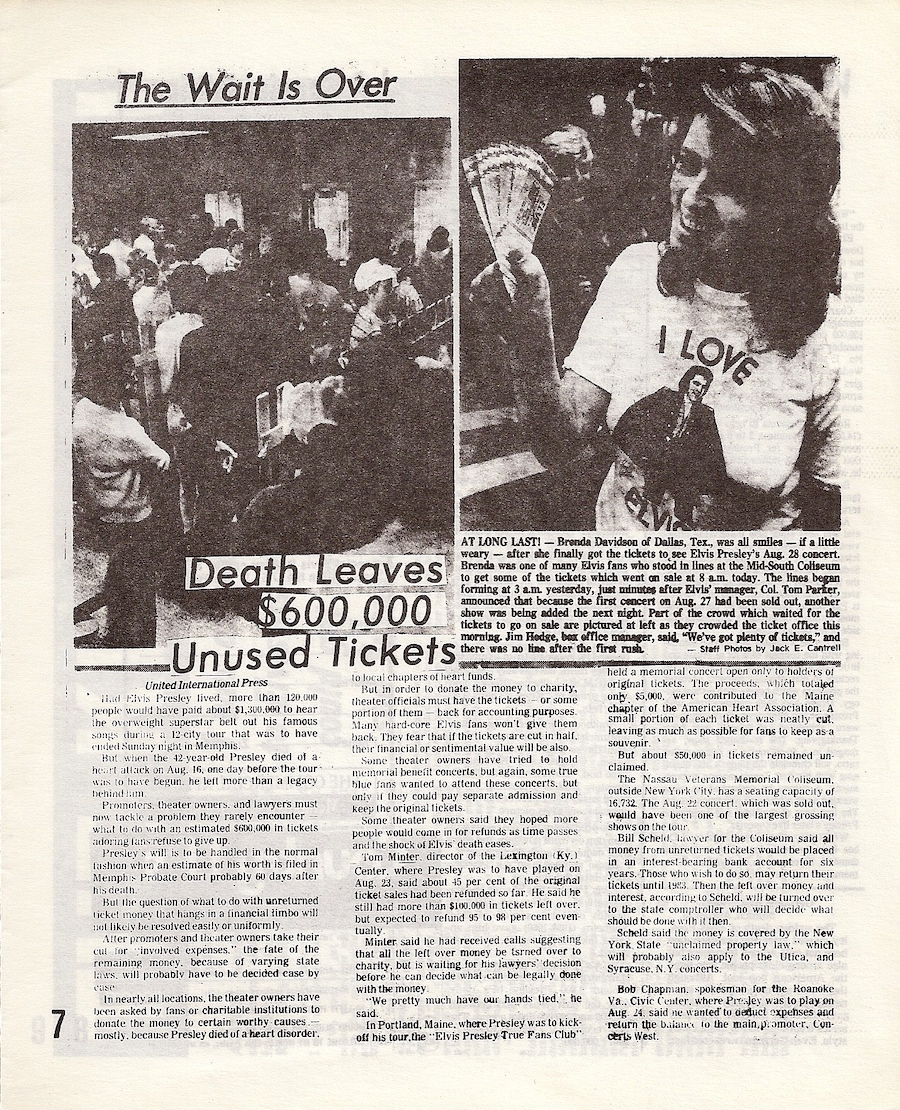 The Wait Is Over
I LOVE
ELVIS
AT LONG LAST! — Brenda Davidson of Dallas, Tex., was all smiles — if a little
weary — after she finally got the tickets to see Elvis Presley's Aug. 28 concert.
Brenda was one of many Elvis fans who stood in lines at the Mid-South Coliseum
to get some of the tickets which went on sale at 8 a.m. today. The lines began
forming at 3 a.m. yesterday, just minutes after Elvis' manager, Col. Tom Parker,
announced that because the first concert on Aug. 27 had been sold out, another
show was being added the next night. Part of the crowd which waited for the
tickets to go on sale are pictured at left as they crowded the ticket office this
morning. Jim Hedge, box office manager, said, "We've got plenty of tickets," and
there was no line after the first rush. — Staff Photos by Jack E. Cantrell
Death Leaves
$600,000
Unused Tickets
United International Press
Had Elvis Presley lived, more than 120,000
people would have paid about $1,300,000 to hear
the overweight superstar belt out his famous
songs during a 12-city tour that was to have
ended Sunday night in Memphis.
But when the 42-year-old Presley died of a
heart attack on Aug. 16, one day before the tour
was to have begun, he left more than a legacy
behind him.
Promoters, theater owners, and lawyers must
now tackle a problem they rarely encounter —
what to do with an estimated $600,000 in tickets
adoring fans refuse to give up.
Presley's will is to be handled in the normal
fashion when an estimate of his worth is filed in
Memphis Probate Court probably 60 days after
his death.
But the question of what to do with unreturned
ticket money that hangs in a financial limbo will
not likely be resolved easily or uniformly.
After promoters and theater owners take their
cut for "involved expenses," the fate of the
remaining money, because of varying state
laws, will probably have to be decided case by
case.
In nearly all locations, the theater owners have
been asked by fans or charitable institutions to
donate the money to certain worthy causes —
mostly, because Presley died of a heart disorder,
to local chapters of heart funds.
But in order to donate the money to charity,
theater officials must have the tickets — or some
portion of them — back for accounting purposes.
Many hard-core Elvis fans won't give them
back. They fear that if the tickets are cut in half,
their financial or sentimental value will be also.
Some theater owners have tried to hold
memorial benefit concerts, but again, some true
blue fans wanted to attend these concerts, but
only if they could pay separate admission and
keep the original tickets.
Some theater owners said they hoped more
people would come in for refunds as time passes
and the shock of Elvis' death eases.
Tom Minter, director of the Lexington (Ky.)
Center, where Presley was to have played on
Aug. 23, said about 45 per cent of the original
ticket sales had been refunded so far. He said he
still had more than $100,000 in tickets left over,
but expected to refund 95 to 98 per cent even-
tually.
Minter said he had received calls suggesting
that all the left over money be turned over to
charity, but is waiting for his lawyers' decision
before he can decide what can be legally done
with the money.
"We pretty much have our hands tied," he
said.
In Portland, Maine, where Presley was to kick-
off his tour, the "Elvis Presley True Fans Club"
held a memorial concert open only to holders of
original tickets. The proceeds, which totaled
only $5,000, were contributed to the Maine
chapter of the American Heart Association. A
small portion of each ticket was neatly cut,
leaving as much as possible for fans to keep as a
souvenir.
But about $50,000 in tickets remained un-
claimed.
The Nassau Veterans Memorial Coliseum,
outside New York City, has a seating capacity of
16,732. The Aug. 22 concert, which was sold out,
would have been one of the largest grossing
shows on the tour.
Bill Scheld, lawyer for the Coliseum said all
money from unreturned tickets would be placed
in an interest-bearing bank account for six
years. Those who wish to do so, may return their
tickets until 1983. Then the left over money and
interest, according to Scheld, will be turned over
to the state comptroller who will decide what
should be done with it then.
Scheld said the money is covered by the New
York State "unclaimed property law," which
will probably also apply to the Utica, and
Syracuse, N.Y. concerts.
Bob Chapman, spokesman for the Roanoke
Va., Civic Center, where Presley was to play on
Aug. 24, said he wanted to deduct expenses and
return the balance to the main promoter, Con-
certs West.
7